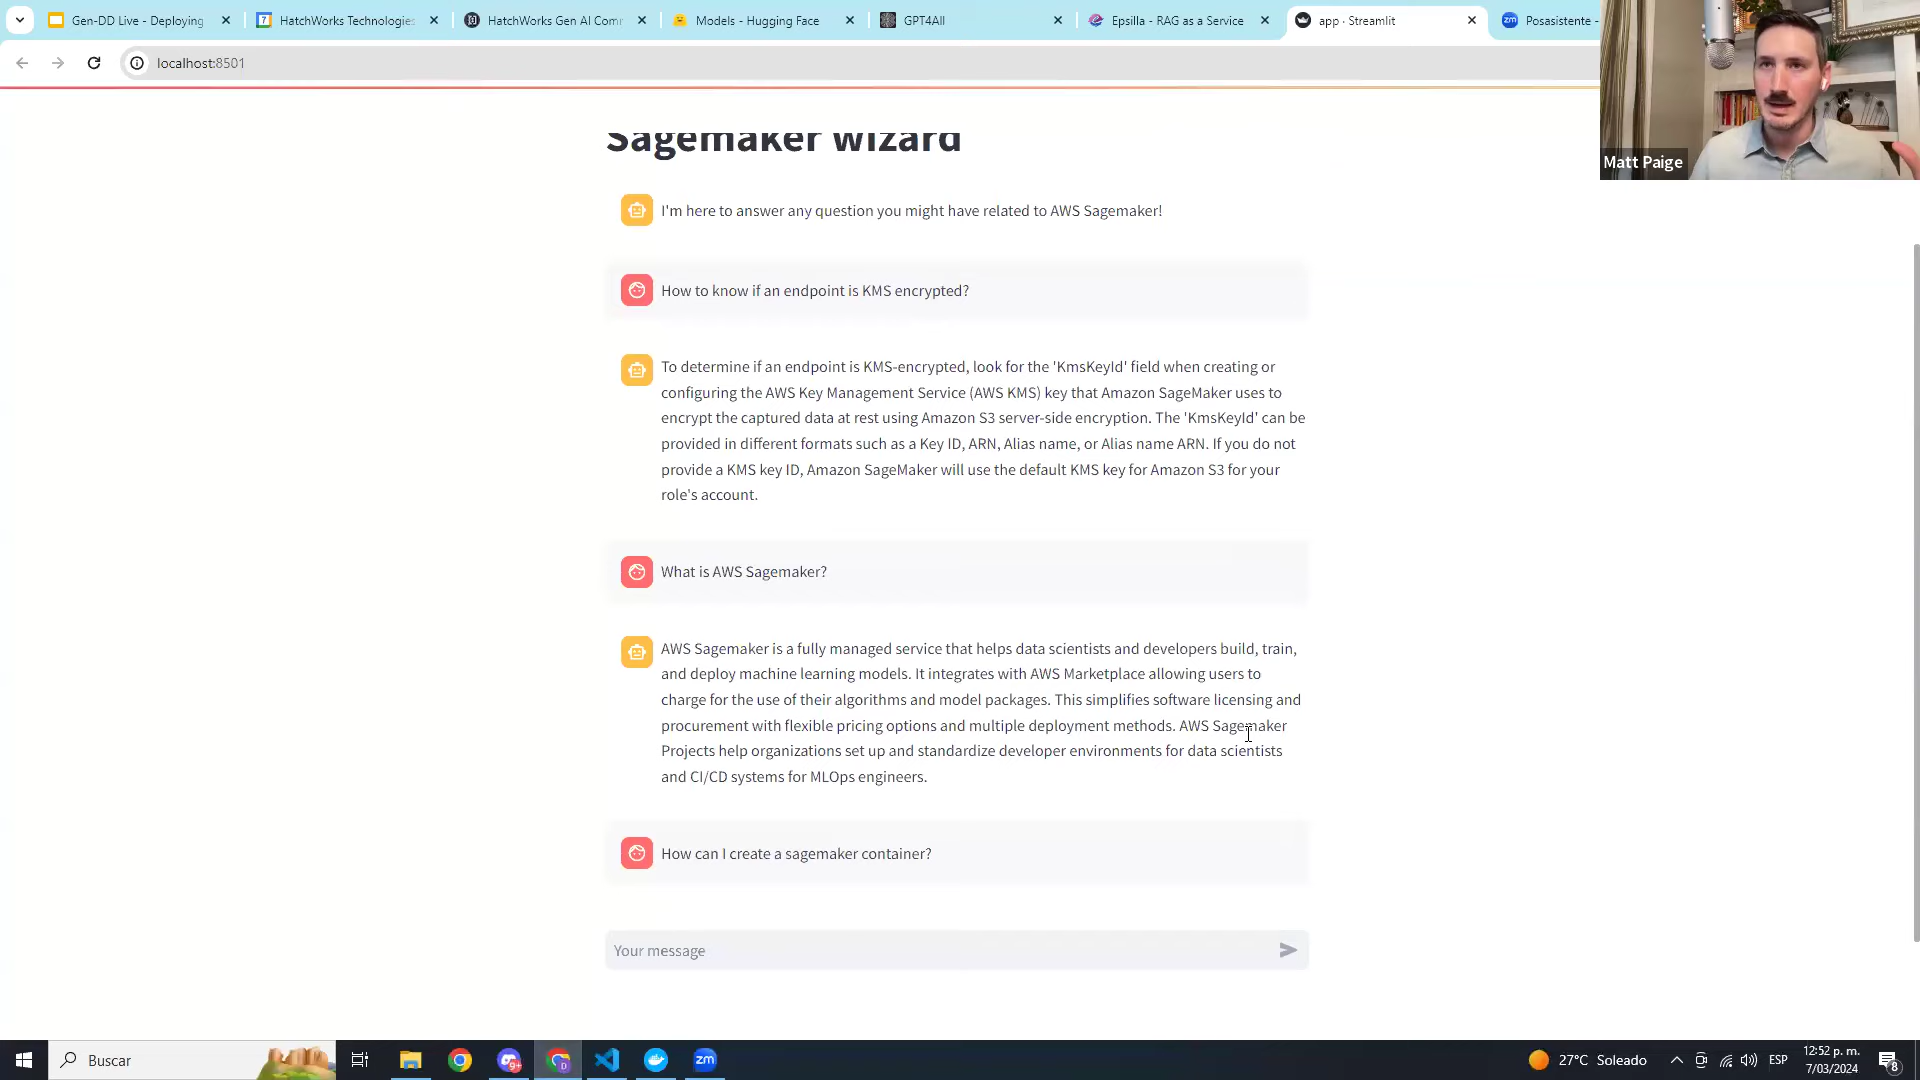 Gen-DD Live - Deploying
HatchWorks Technologies
HatchWorks Gen AI Comm
Models - Hugging Face
GPT4All
Epsilla - RAG as a Service
app · Streamlit
Posasistente -
localhost:8501
Matt Paige
Sagemaker wizard
I'm here to answer any question you might have related to AWS Sagemaker!
How to know if an endpoint is KMS encrypted?
To determine if an endpoint is KMS-encrypted, look for the 'KmsKeyId' field when creating or
configuring the AWS Key Management Service (AWS KMS) key that Amazon SageMaker uses to
encrypt the captured data at rest using Amazon S3 server-side encryption. The 'KmsKeyId' can be
provided in different formats such as a Key ID, ARN, Alias name, or Alias name ARN. If you do not
provide a KMS key ID, Amazon SageMaker will use the default KMS key for Amazon S3 for your
role's account.
What is AWS Sagemaker?
AWS Sagemaker is a fully managed service that helps data scientists and developers build, train,
and deploy machine learning models. It integrates with AWS Marketplace allowing users to
charge for the use of their algorithms and model packages. This simplifies software licensing and
procurement with flexible pricing options and multiple deployment methods. AWS Sagemaker
Projects help organizations set up and standardize developer environments for data scientists
and CI/CD systems for MLOps engineers.
How can I create a sagemaker container?
Your message
Buscar
zm
27°C Soleado
ESP
12:52 p. m.
7/03/2024
8